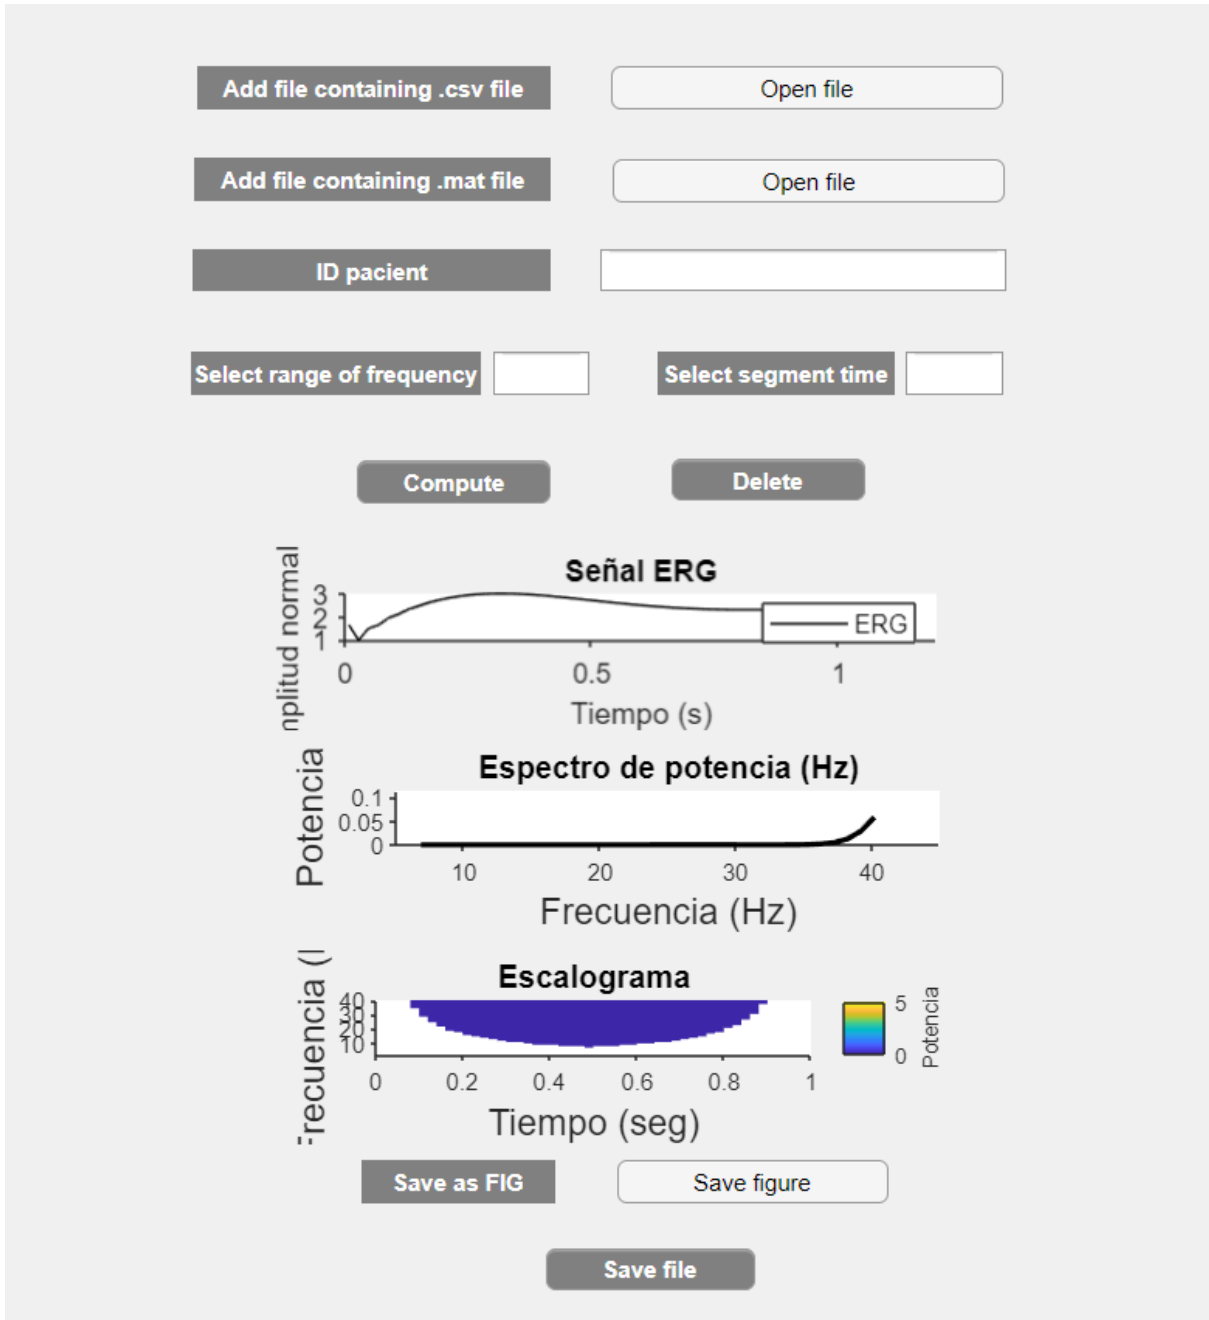 Add file containing .csv file
Open file
Add file containing .mat file
Open file
ID pacient
Select range of frequency
Select segment time
Compute
Delete
Señal ERG
nplitud normal
3
2
1
ERG
0 0.5 1
Tiempo (s)
Espectro de potencia (Hz)
Potencia
0.1
0.05
0
10 20 30 40
Frecuencia (Hz)
Escalograma
Frecuencia (
40
30
20
10
5
0
Potencia
0 0.2 0.4 0.6 0.8 1
Tiempo (seg)
Save as FIG
Save figure
Save file